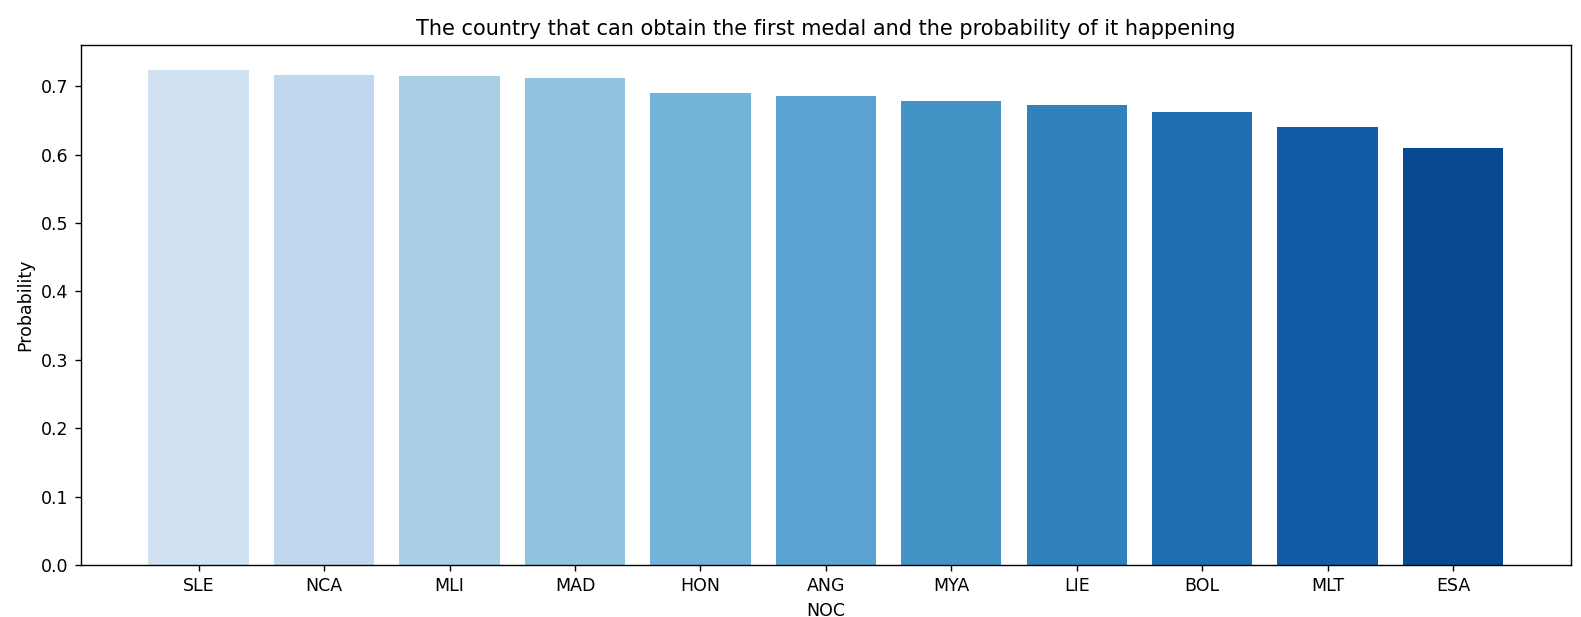 The country that can obtain the first medal and the probability of it happening
Probability
0.7
0.6
0.5
0.4
0.3
0.2
0.1
0.0
SLE NCA MLI MAD HON ANG MYA LIE BOL MLT ESA
NOC